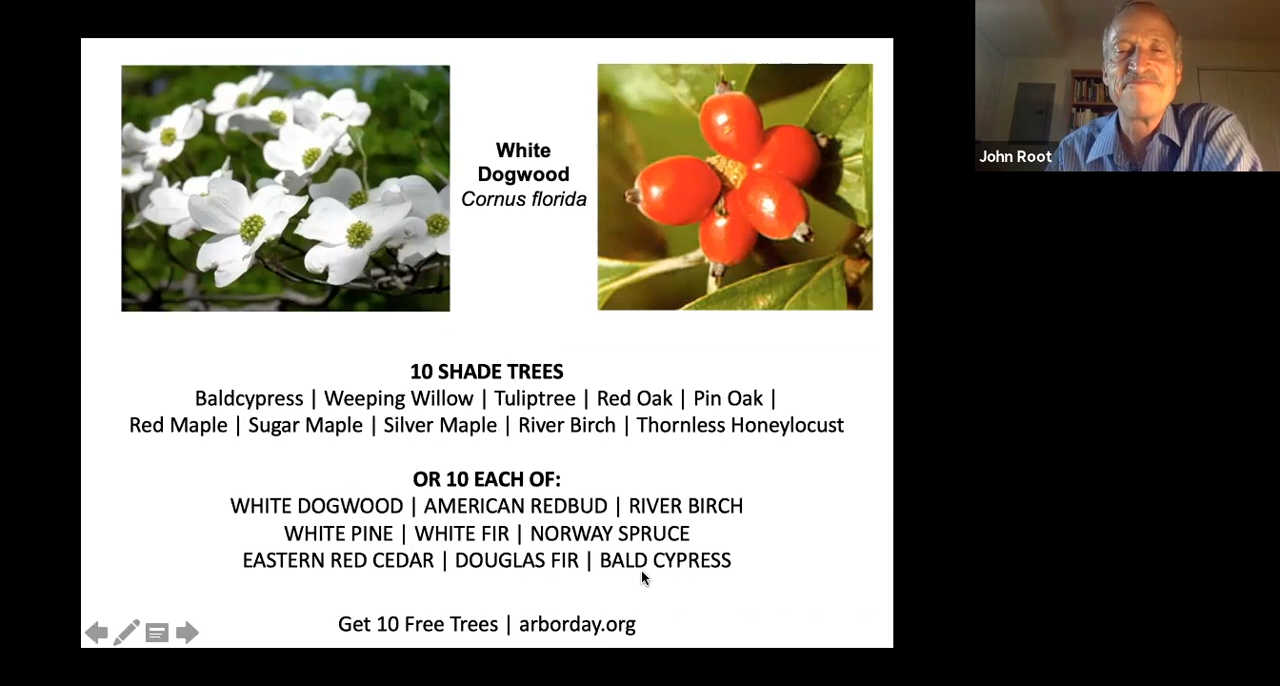 John Root
White
Dogwood
Cornus florida
10 SHADE TREES
Baldcypress | Weeping Willow | Tuliptree | Red Oak | Pin Oak |
Red Maple | Sugar Maple | Silver Maple | River Birch | Thornless Honeylocust
OR 10 EACH OF:
WHITE DOGWOOD | AMERICAN REDBUD | RIVER BIRCH
WHITE PINE | WHITE FIR | NORWAY SPRUCE
EASTERN RED CEDAR | DOUGLAS FIR | BALD CYPRESS
Get 10 Free Trees | arborday.org